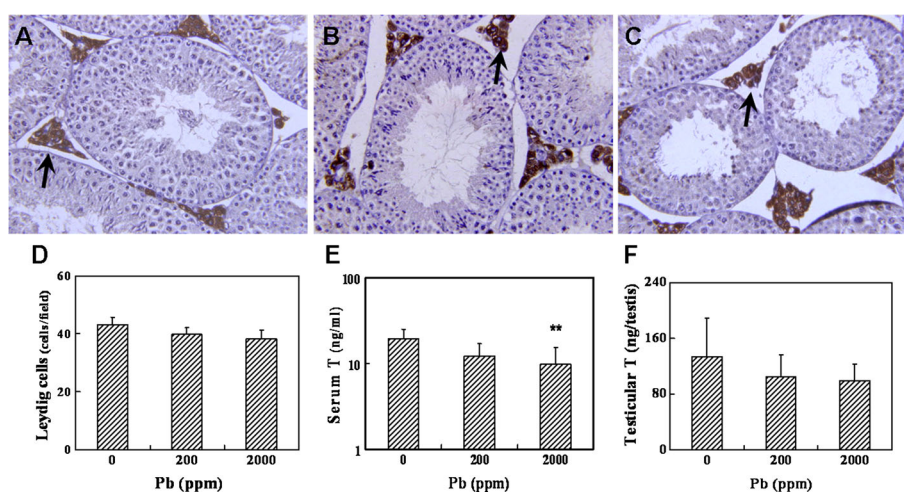 A
B
C
D
E
F
60
40
20
0
Leydig cells (cells/field)
0
200
2000
Pb (ppm)
100
10
1
Serum T (ng/ml)
**
0
200
2000
Pb (ppm)
240
160
80
0
Testicular T (ng/testis)
0
200
2000
Pb (ppm)